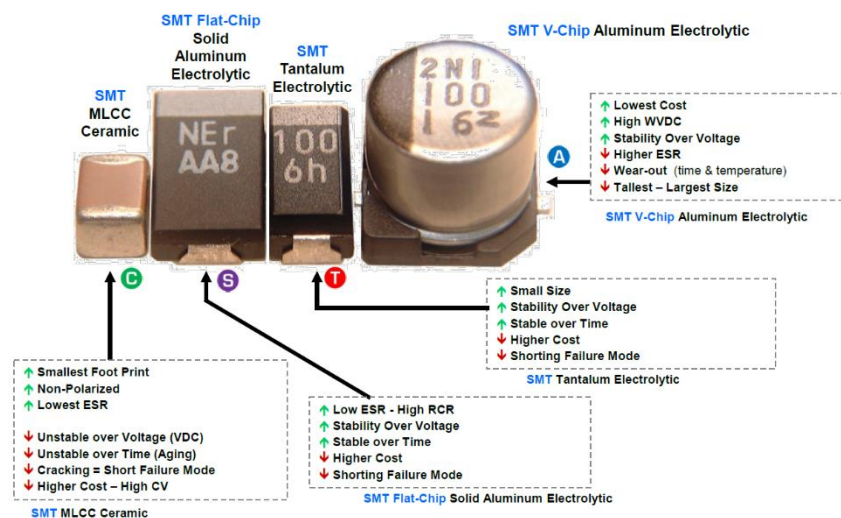 SMT Flat-Chip
Solid
Aluminum
Electrolytic
SMT V-Chip Aluminum Electrolytic
SMT
Tantalum
Electrolytic
SMT
MLCC
Ceramic
NEr
AA8
100
6h
2NI
100
1 6z
↑ Lowest Cost
↑ High WVDC
↑ Stability Over Voltage
↓ Higher ESR
↓ Wear-out (time & temperature)
↓ Tallest – Largest Size
SMT V-Chip Aluminum Electrolytic
A
C
S
T
↑ Small Size
↑ Stability Over Voltage
↑ Stable over Time
↓ Higher Cost
↓ Shorting Failure Mode
SMT Tantalum Electrolytic
↑ Smallest Foot Print
↑ Non-Polarized
↑ Lowest ESR
↓ Unstable over Voltage (VDC)
↓ Unstable over Time (Aging)
↓ Cracking = Short Failure Mode
↓ Higher Cost – High CV
SMT MLCC Ceramic
↑ Low ESR - High RCR
↑ Stability Over Voltage
↑ Stable over Time
↓ Higher Cost
↓ Shorting Failure Mode
SMT Flat-Chip Solid Aluminum Electrolytic